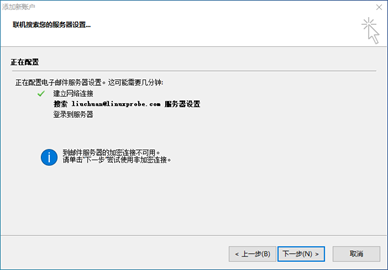 添加新帐户
联机搜索您的服务器设置...
正在配置
正在配置电子邮件服务器设置。这可能需要几分钟:
建立网络连接
搜索 liuchuan@linuxprobe.com 服务器设置
登录到服务器
到邮件服务器的加密连接不可用。
请单击“下一步”尝试使用非加密连接。
< 上一步(B)
下一步(N) >
取消